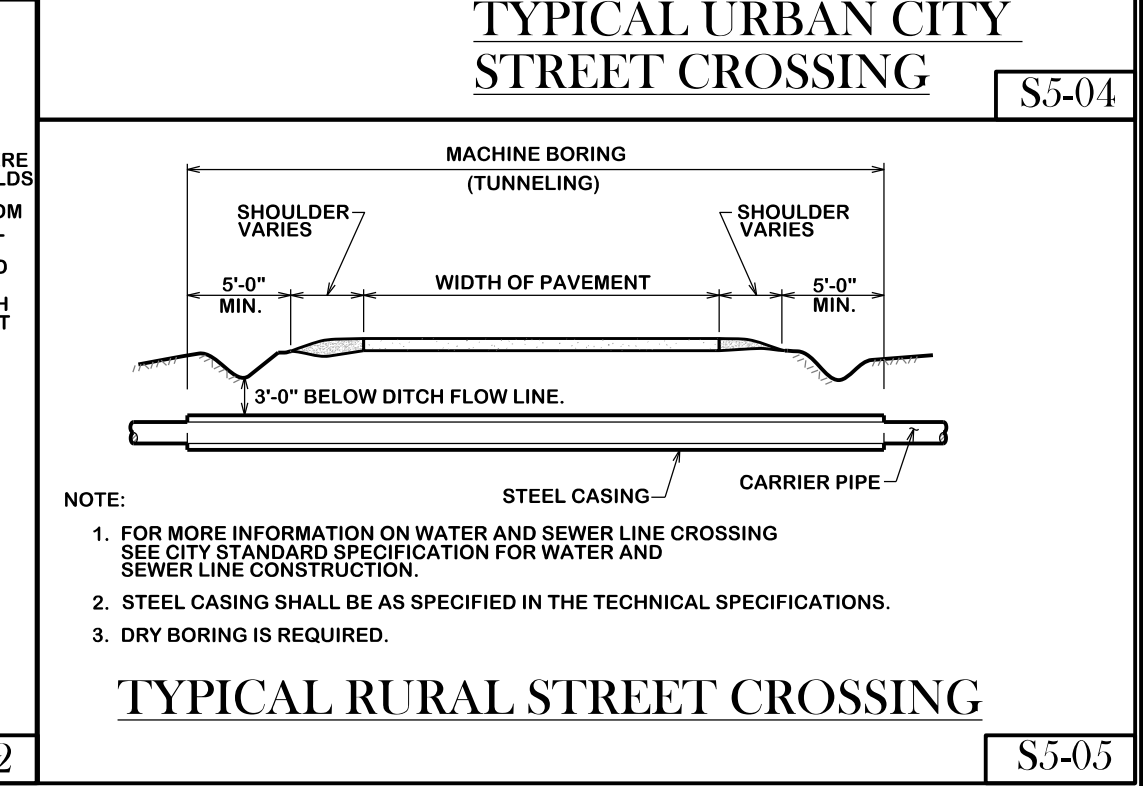 TYPICAL URBAN CITY
STREET CROSSING
S5-04
RE
LDS
OM
MACHINE BORING
(TUNNELING)
SHOULDER
VARIES
SHOULDER
VARIES
5'-0"
MIN.
WIDTH OF PAVEMENT
5'-0"
MIN.
3'-0" BELOW DITCH FLOW LINE.
STEEL CASING
CARRIER PIPE
NOTE:
1. FOR MORE INFORMATION ON WATER AND SEWER LINE CROSSING
SEE CITY STANDARD SPECIFICATION FOR WATER AND
SEWER LINE CONSTRUCTION.
2. STEEL CASING SHALL BE AS SPECIFIED IN THE TECHNICAL SPECIFICATIONS.
3. DRY BORING IS REQUIRED.
TYPICAL RURAL STREET CROSSING
2
S5-05